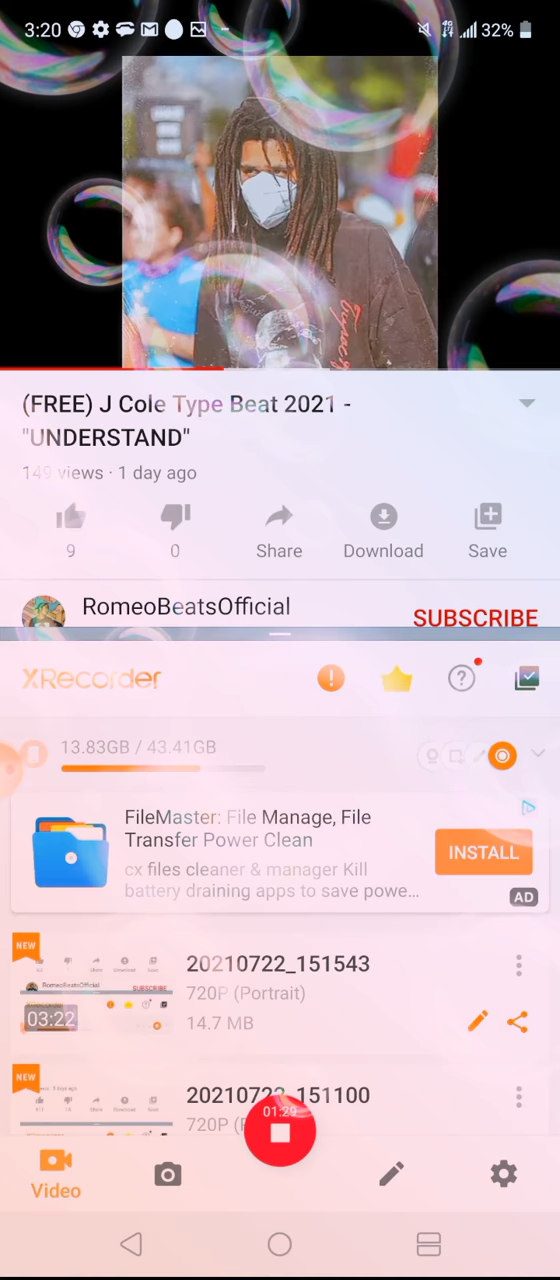 3:20
4G
32%
(FREE) J Cole Type Beat 2021 -
"UNDERSTAND"
149 views · 1 day ago
9
0
Share
Download
Save
RomeoBeatsOfficial
SUBSCRIBE
XRecorder
13.83GB / 43.41GB
FileMaster: File Manage, File
Transfer Power Clean
cx files cleaner & manager Kill
battery draining apps to save powe...
INSTALL
AD
NEW
20210722_151543
720P (Portrait)
03:22
14.7 MB
NEW
20210722_151100
720P
01:29
Video